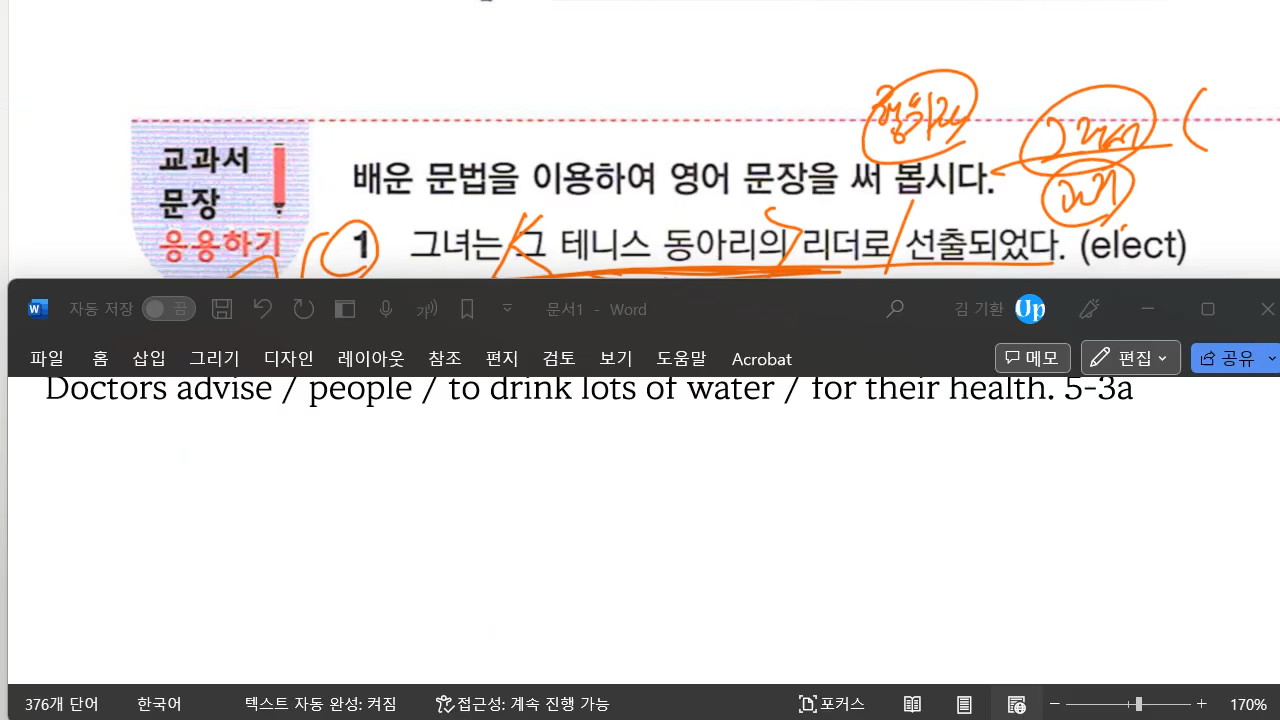 교과서
문장
응용하기
배운 문법을 이용하여 영어 문장을 써 봅시다.
1 그녀는 그 테니스 동아리의 리더로 선출되었다. (elect)
자동 저장 끔 문서1 - Word 김 기환 Up
파일 홈 삽입 그리기 디자인 레이아웃 참조 편지 검토 보기 도움말 Acrobat 메모 편집 공유
Doctors advise / people / to drink lots of water / for their health. 5-3a
376개 단어 한국어 텍스트 자동 완성: 켜짐 접근성: 계속 진행 가능 포커스 170%